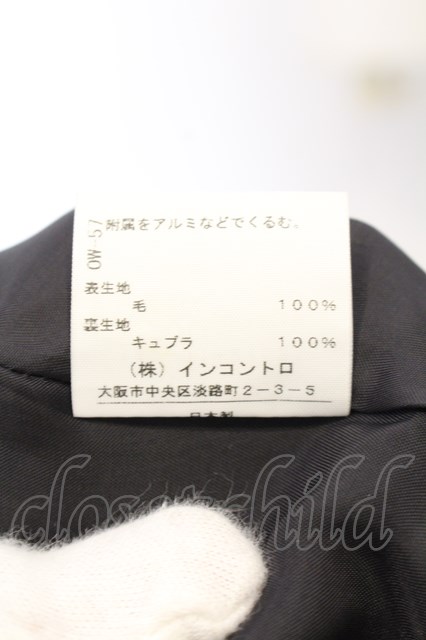 附属をアルミなどでくるむ。
OW-57
表生地
毛 100%
裏生地
キュプラ 100%
(株)インコントロ
大阪市中央区淡路町2-3-5
日本製
closet child